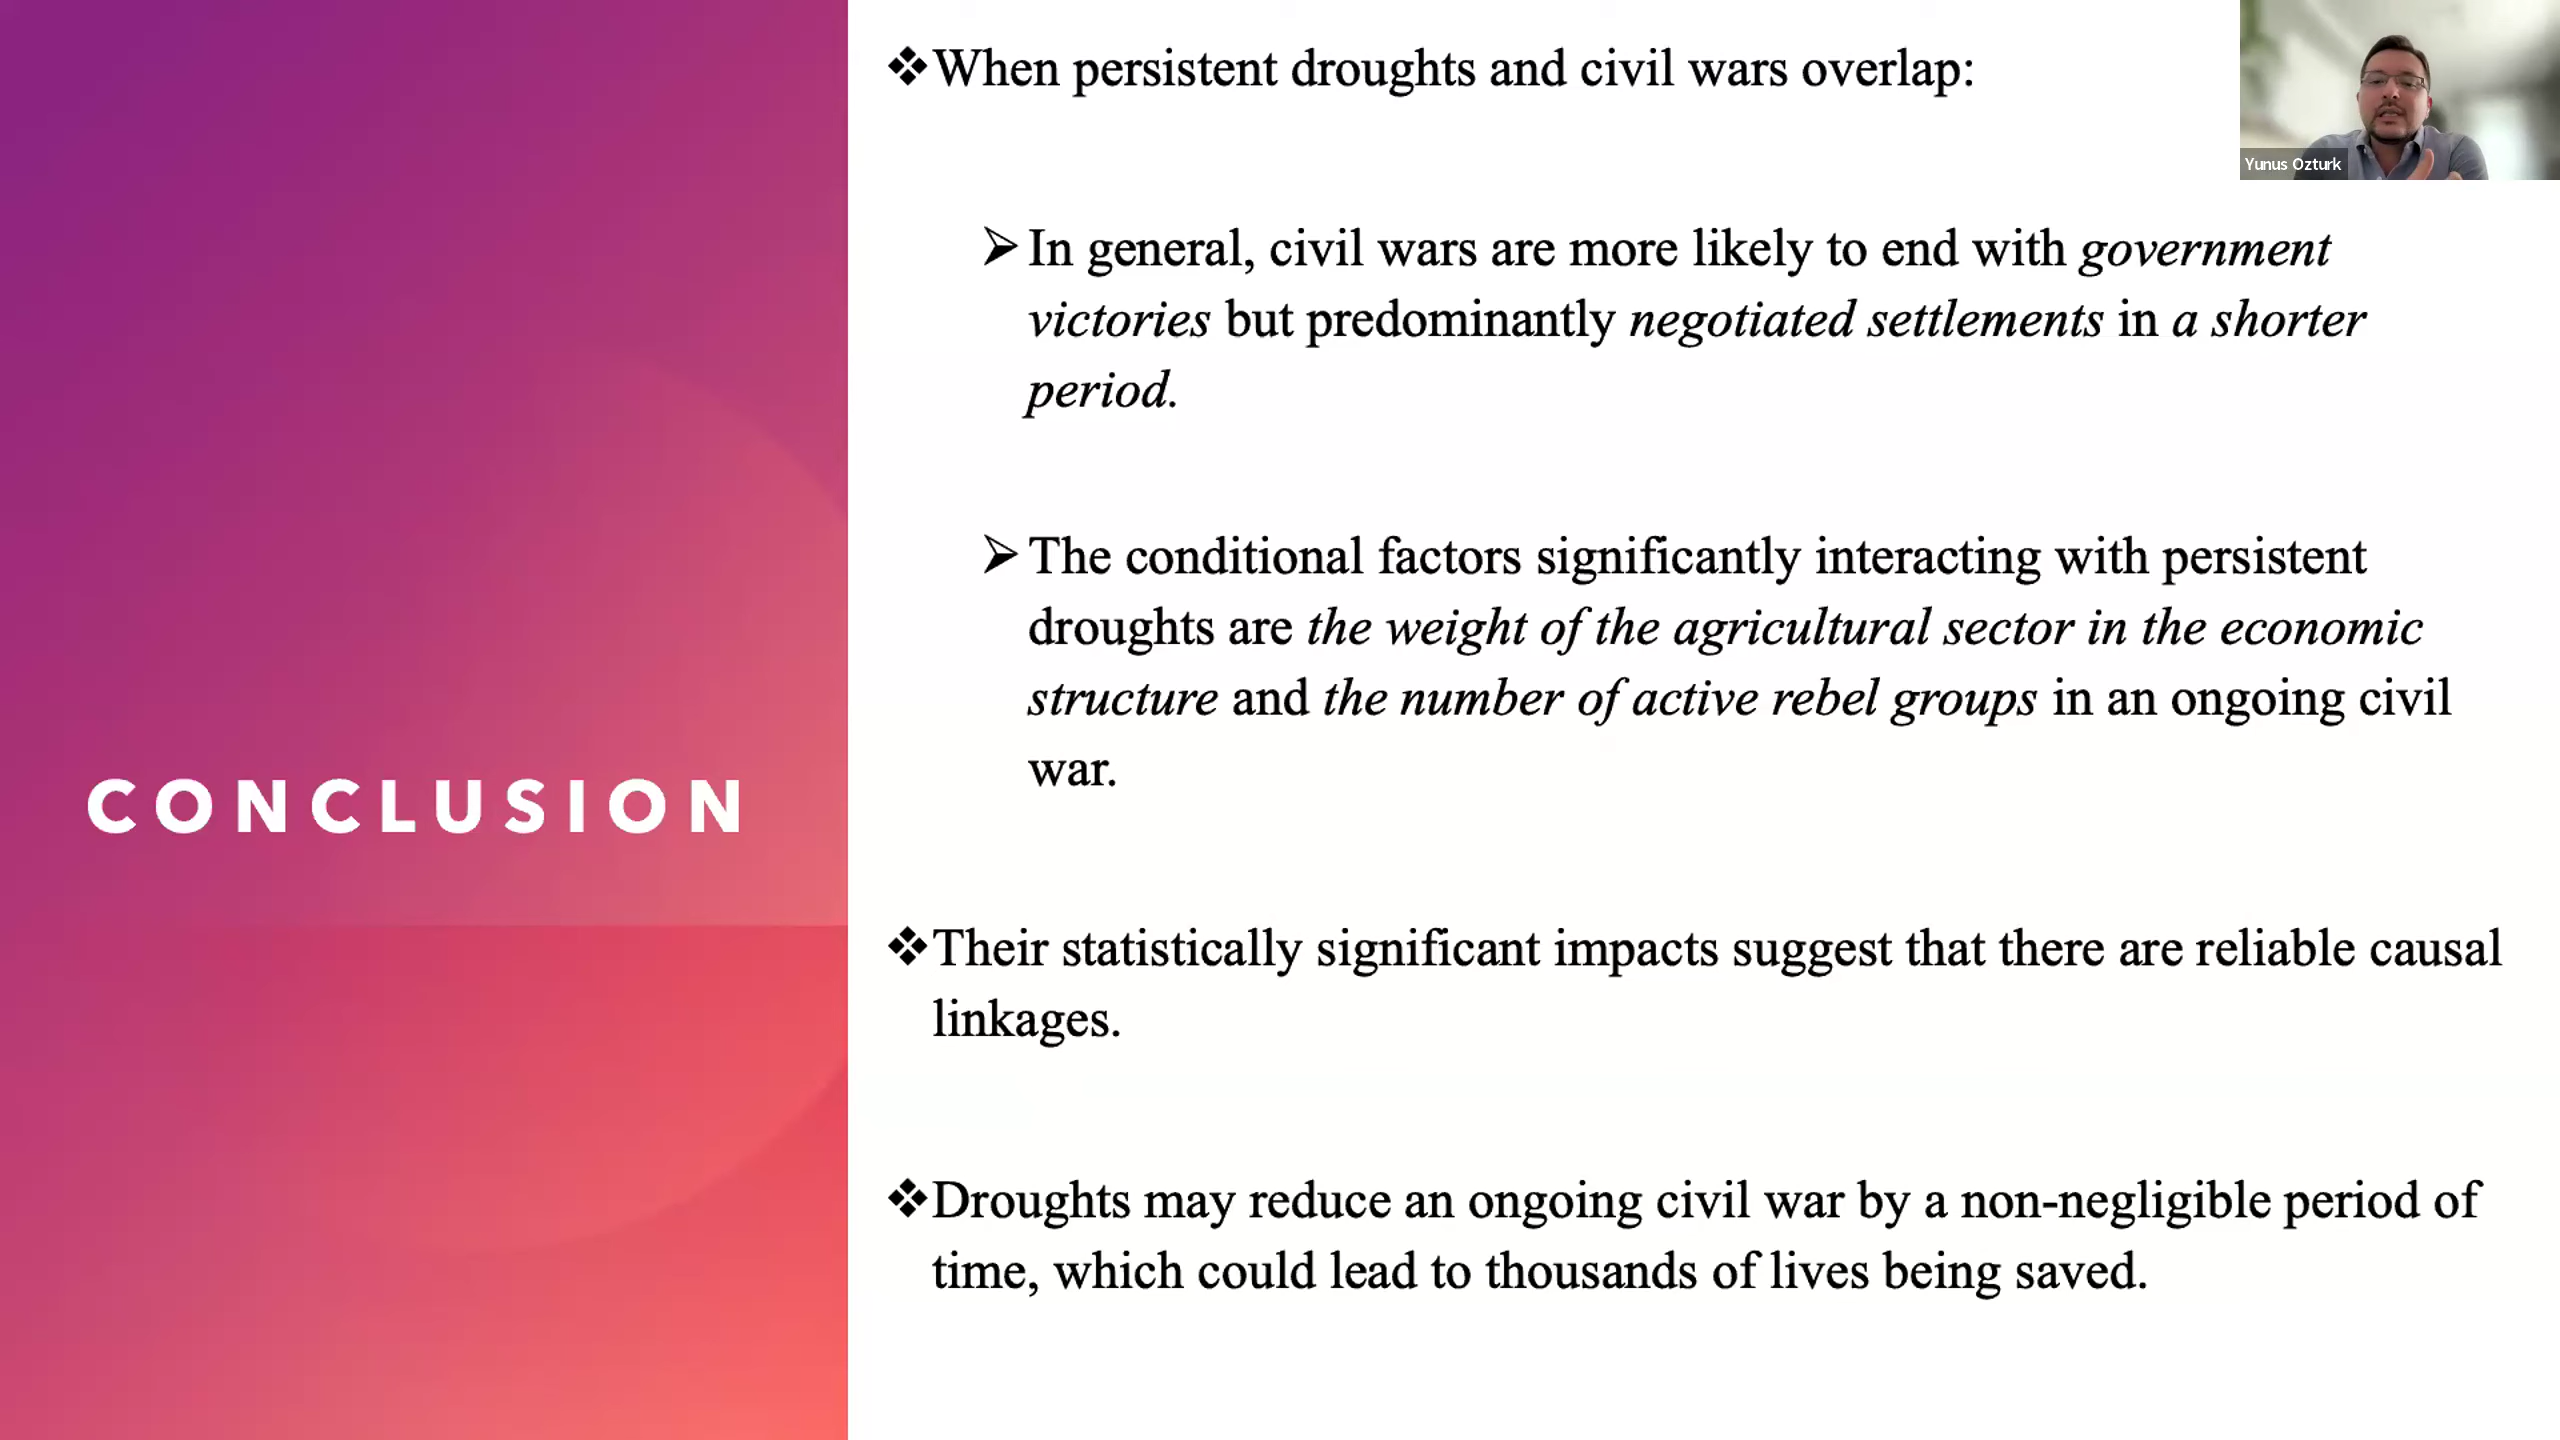 CONCLUSION
❖When persistent droughts and civil wars overlap:
➢In general, civil wars are more likely to end with government
victories but predominantly negotiated settlements in a shorter
period.
➢The conditional factors significantly interacting with persistent
droughts are the weight of the agricultural sector in the economic
structure and the number of active rebel groups in an ongoing civil
war.
❖Their statistically significant impacts suggest that there are reliable causal
linkages.
❖Droughts may reduce an ongoing civil war by a non-negligible period of
time, which could lead to thousands of lives being saved.
Yunus Ozturk